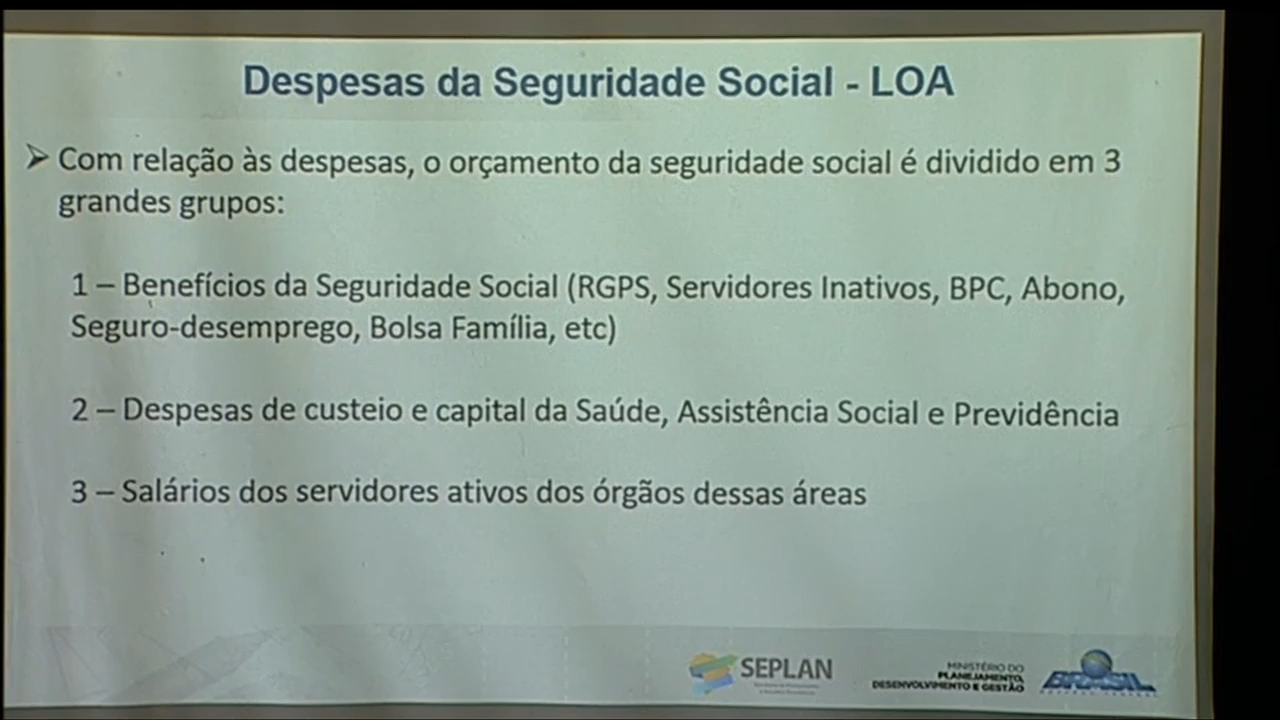 Despesas da Seguridade Social - LOA
Com relação às despesas, o orçamento da seguridade social é dividido em 3
grandes grupos:
1 – Benefícios da Seguridade Social (RGPS, Servidores Inativos, BPC, Abono,
Seguro-desemprego, Bolsa Família, etc)
2 – Despesas de custeio e capital da Saúde, Assistência Social e Previdência
3 – Salários dos servidores ativos dos órgãos dessas áreas
SEPLAN
MINISTÉRIO DO
PLANEJAMENTO,
DESENVOLVIMENTO E GESTÃO
BRASIL